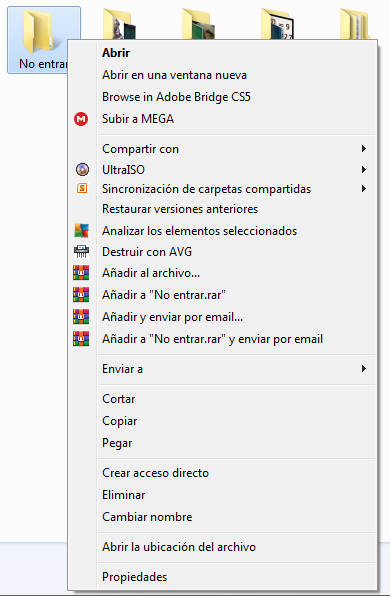 No entrar
Abrir
Abrir en una ventana nueva
Browse in Adobe Bridge CS5
Subir a MEGA
Compartir con
UltraISO
Sincronización de carpetas compartidas
Restaurar versiones anteriores
Analizar los elementos seleccionados
Destruir con AVG
Añadir al archivo...
Añadir a "No entrar.rar"
Añadir y enviar por email...
Añadir a "No entrar.rar" y enviar por email
Enviar a
Cortar
Copiar
Pegar
Crear acceso directo
Eliminar
Cambiar nombre
Abrir la ubicación del archivo
Propiedades